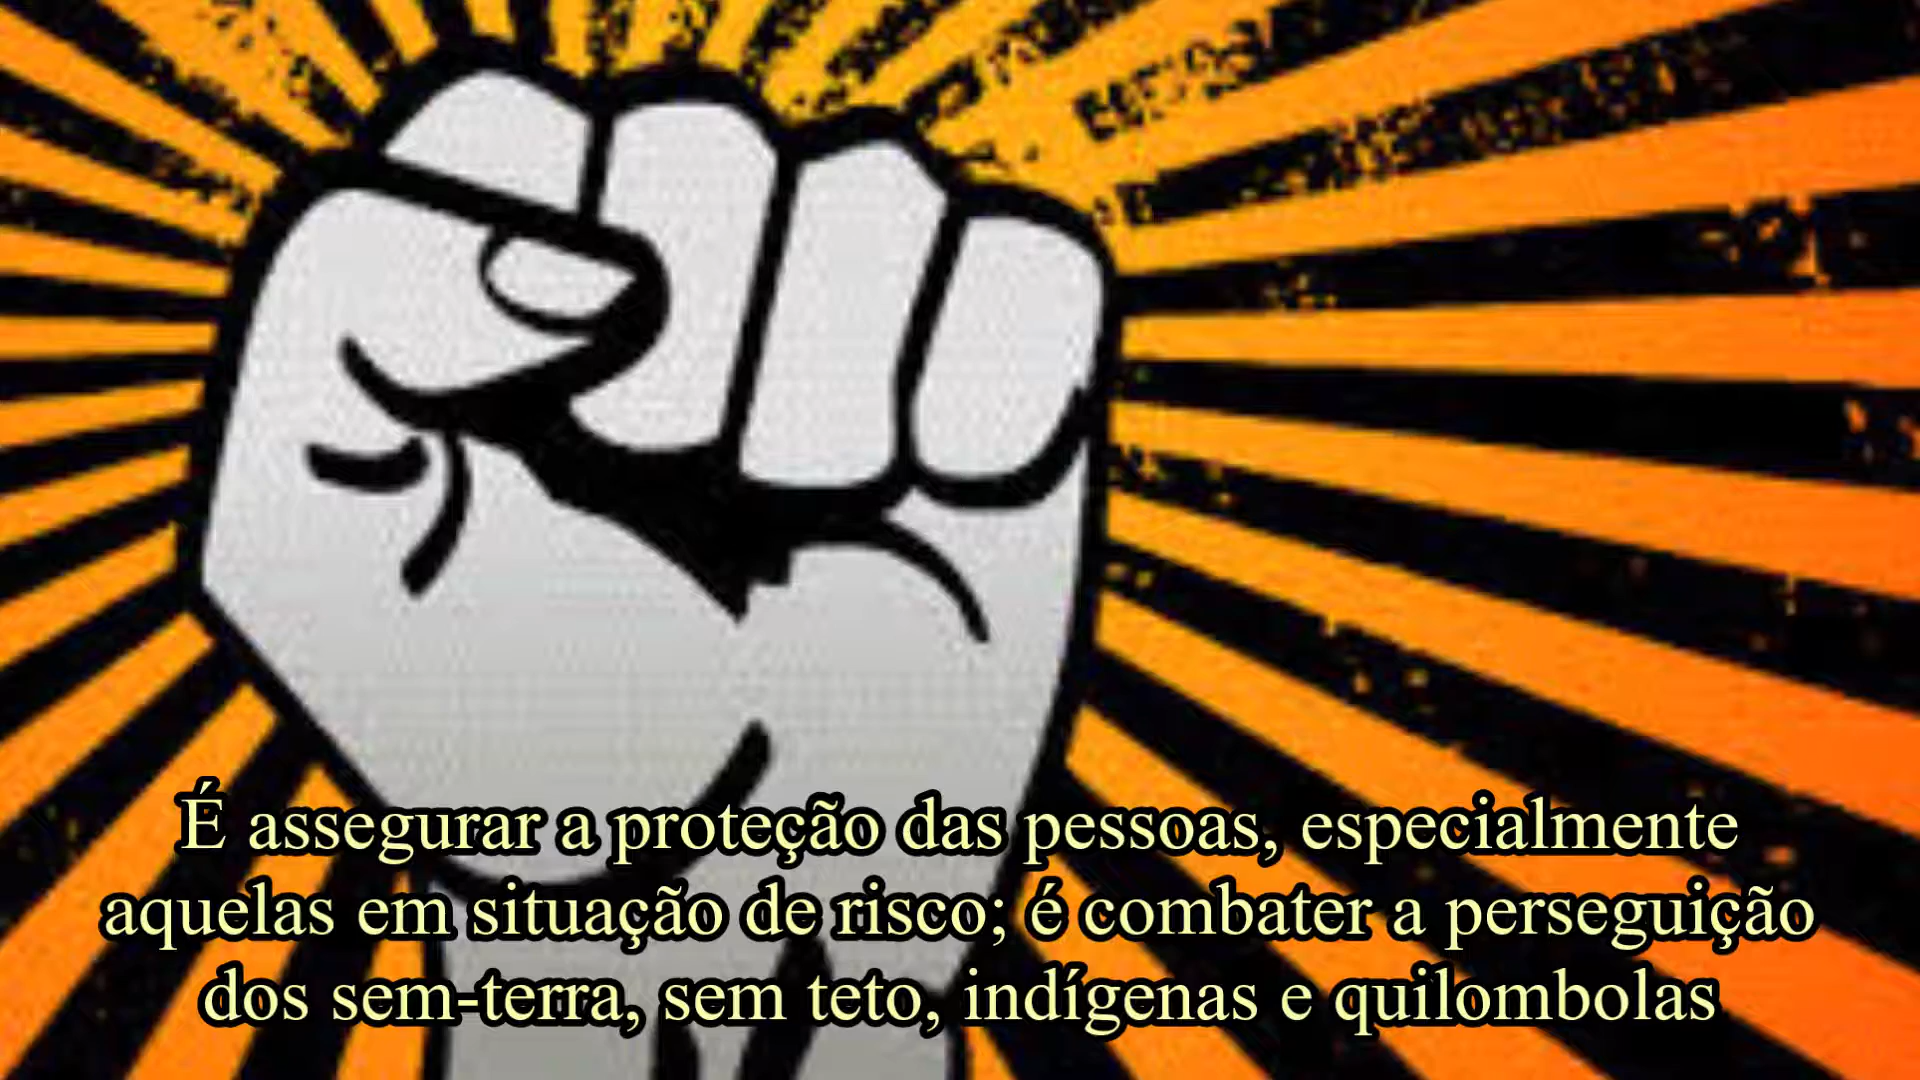 É assegurar a proteção das pessoas, especialmente
aquelas em situação de risco; é combater a perseguição
dos sem-terra, sem teto, indígenas e quilombolas